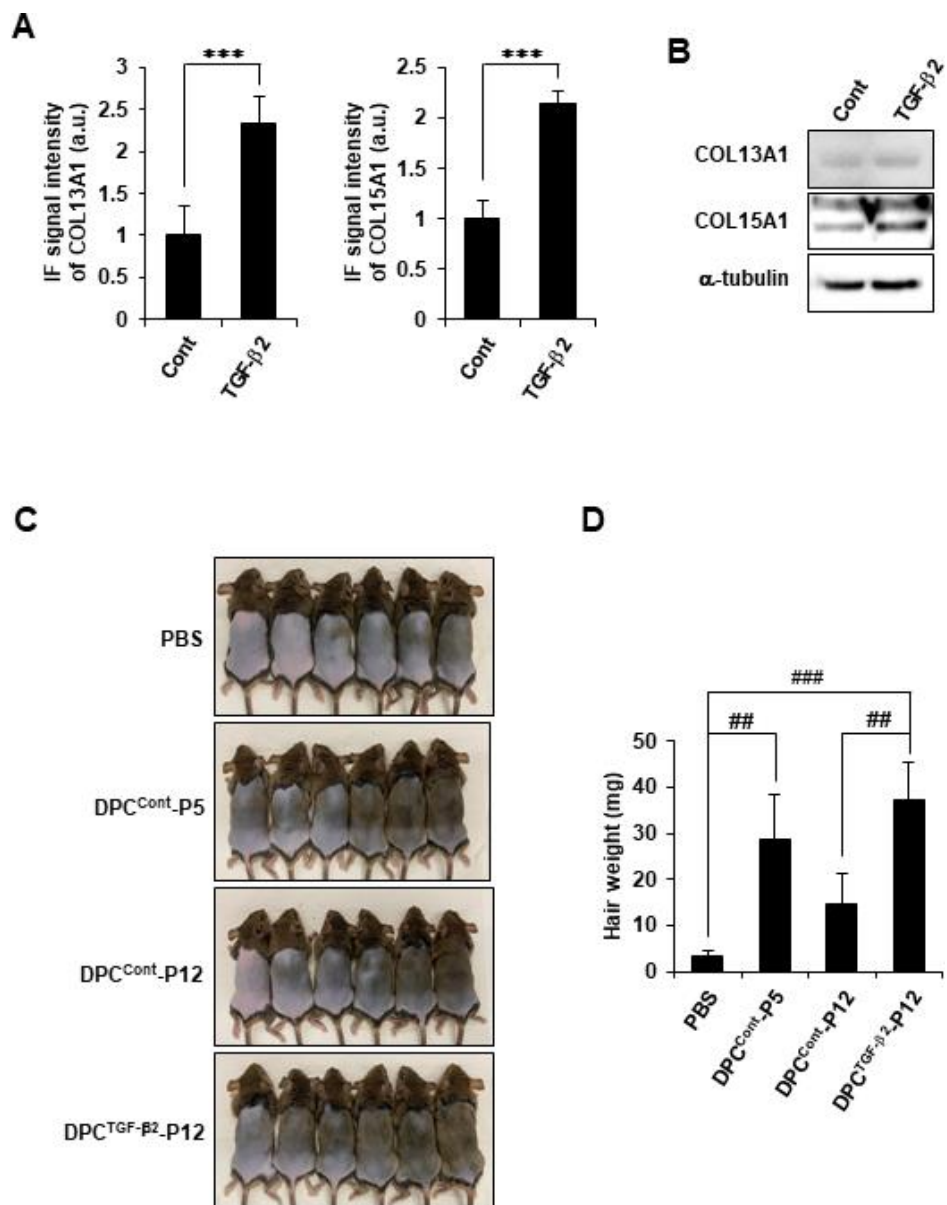 A
***
3
2.5
2
1.5
1
0.5
0
IF signal intensity
of COL13A1 (a.u.)
Cont
TGF-β2
***
2.5
2
1.5
1
0.5
0
IF signal intensity
of COL15A1 (a.u.)
Cont
TGF-β2
B
Cont
TGF-β2
COL13A1
COL15A1
α-tubulin
C
PBS
DPCCont-P5
DPCCont-P12
DPCTGF-β2-P12
D
###
##
##
50
40
30
20
10
0
Hair weight (mg)
PBS
DPCCont-P5
DPCCont-P12
DPCTGF-β2-P12